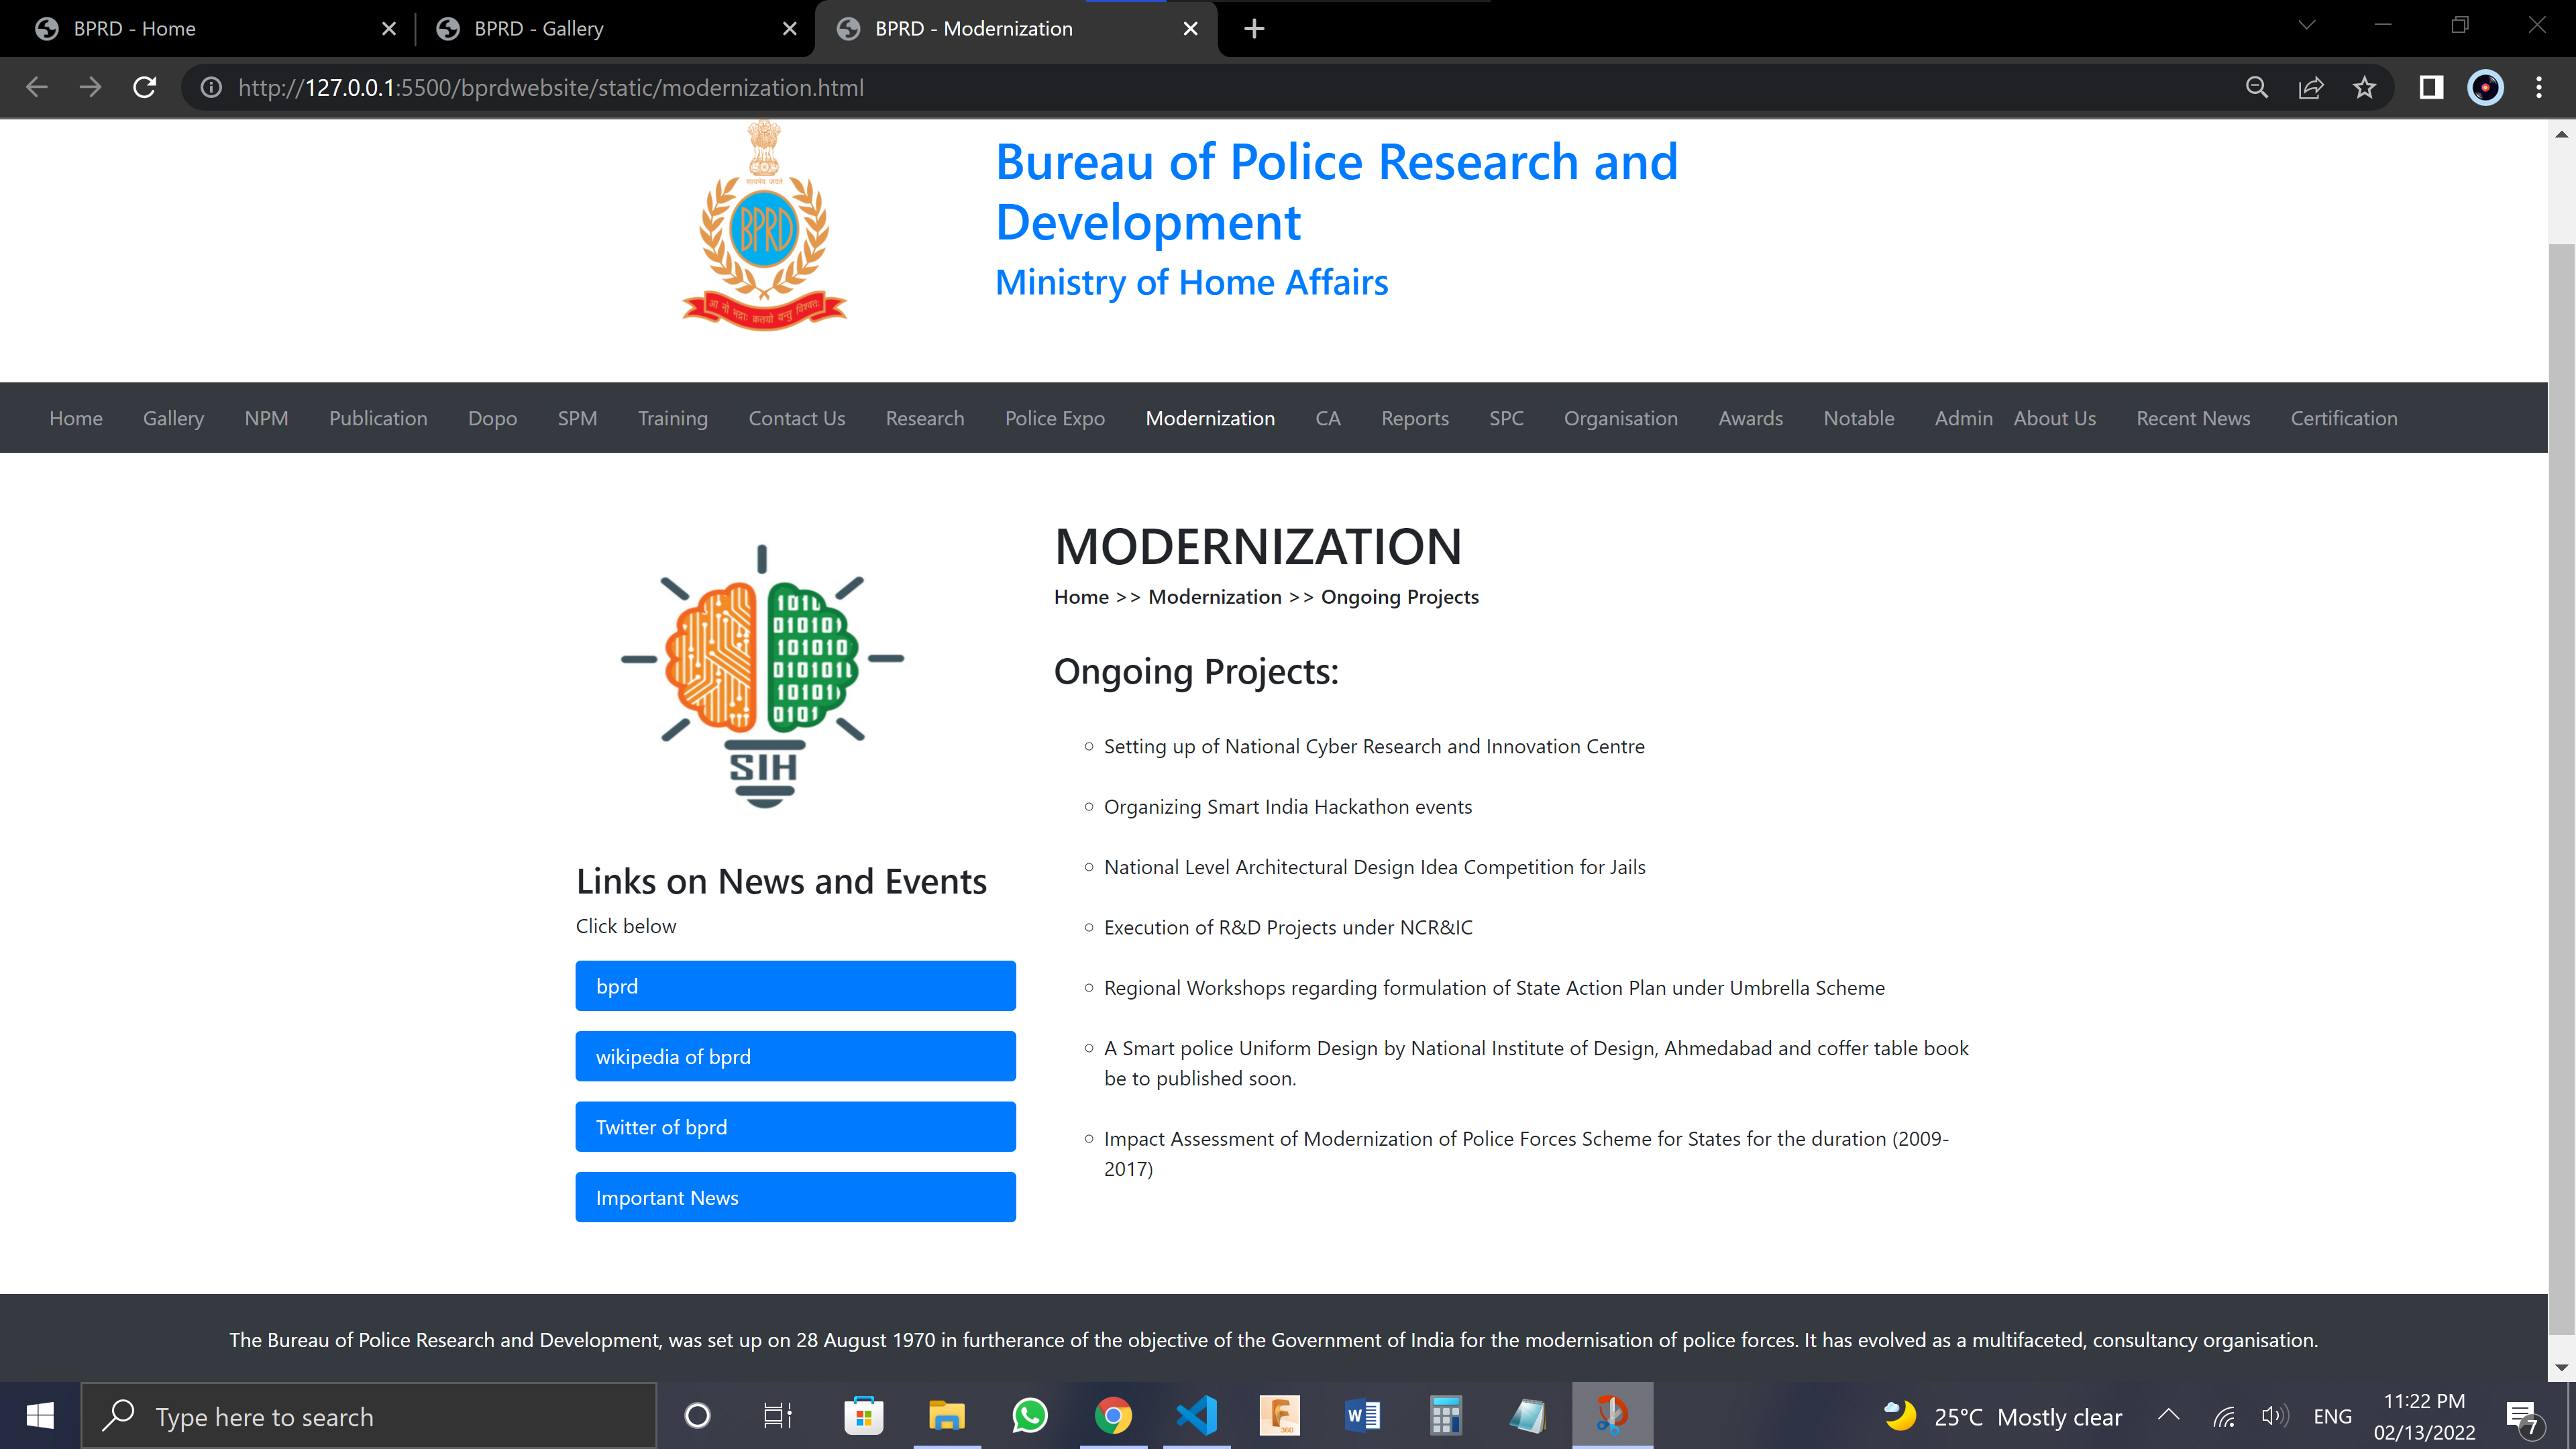 BPRD - Home
BPRD - Gallery
BPRD - Modernization
http://127.0.0.1:5500/bprdwebsite/static/modernization.html
सत्यमेव जयते
BPRD
आ नो भद्राः क्रतवो यन्तु विश्वतः
Bureau of Police Research and
Development
Ministry of Home Affairs
Home Gallery NPM Publication Dopo SPM Training Contact Us Research Police Expo Modernization CA Reports SPC Organisation Awards Notable Admin About Us Recent News Certification
SIH
Links on News and Events
Click below
bprd
wikipedia of bprd
Twitter of bprd
Important News
MODERNIZATION
Home >> Modernization >> Ongoing Projects
Ongoing Projects:
Setting up of National Cyber Research and Innovation Centre
Organizing Smart India Hackathon events
National Level Architectural Design Idea Competition for Jails
Execution of R&D Projects under NCR&IC
Regional Workshops regarding formulation of State Action Plan under Umbrella Scheme
A Smart police Uniform Design by National Institute of Design, Ahmedabad and coffer table book
be to published soon.
Impact Assessment of Modernization of Police Forces Scheme for States for the duration (2009-
2017)
The Bureau of Police Research and Development, was set up on 28 August 1970 in furtherance of the objective of the Government of India for the modernisation of police forces. It has evolved as a multifaceted, consultancy organisation.
Type here to search
25°C Mostly clear
ENG
11:22 PM
02/13/2022
7